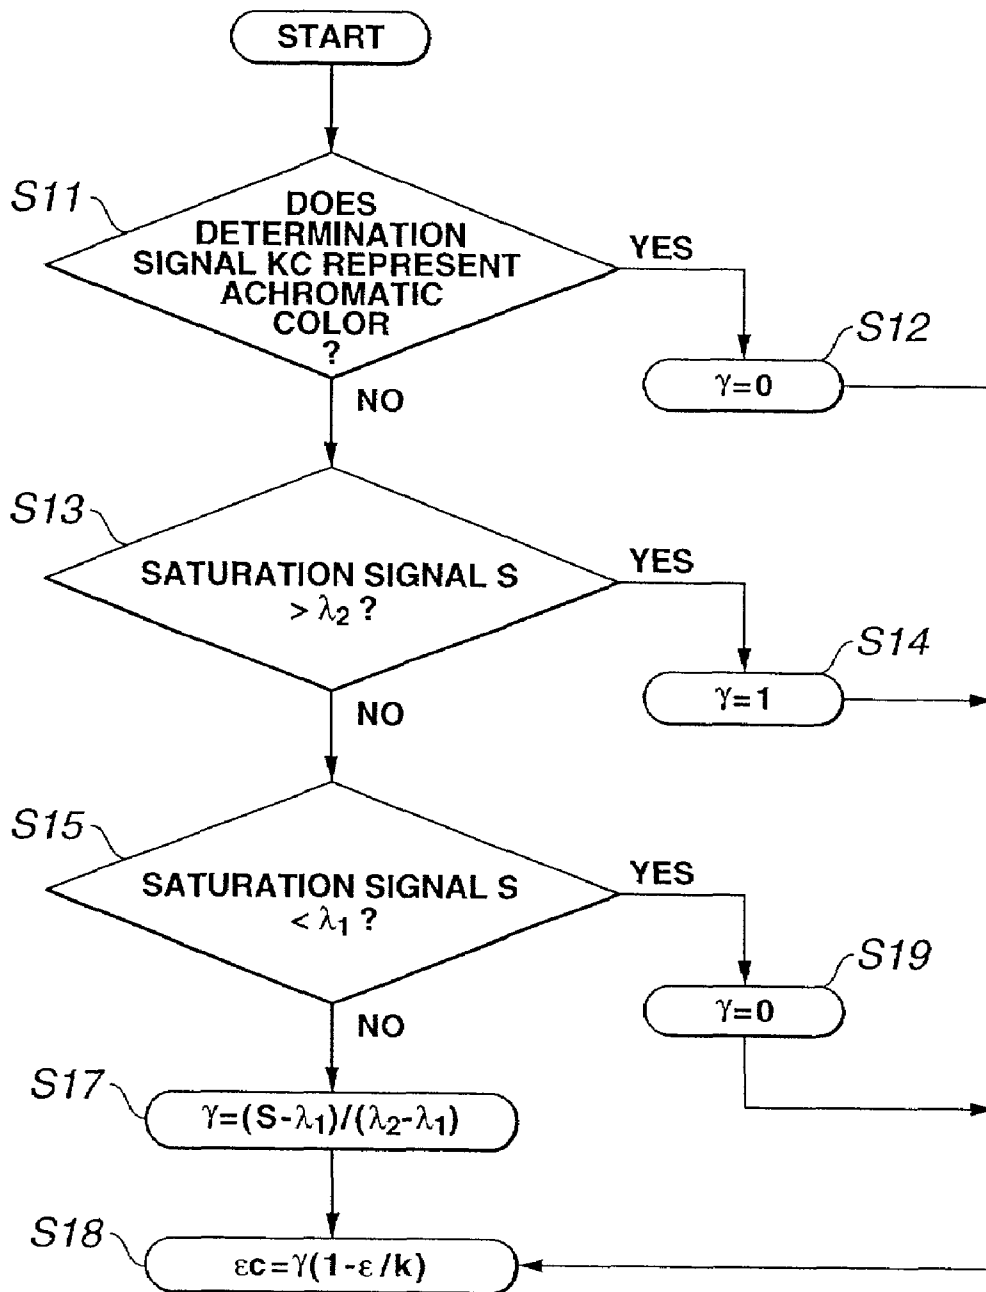 START
S11
DOES
DETERMINATION
SIGNAL KC REPRESENT
ACHROMATIC
COLOR
?
YES
S12
γ=0
NO
S13
SATURATION SIGNAL S
> λ₂ ?
YES
S14
γ=1
NO
S15
SATURATION SIGNAL S
< λ₁ ?
YES
S19
γ=0
NO
S17
γ=(S-λ₁)/(λ₂-λ₁)
S18
εc=γ(1-ε/k)